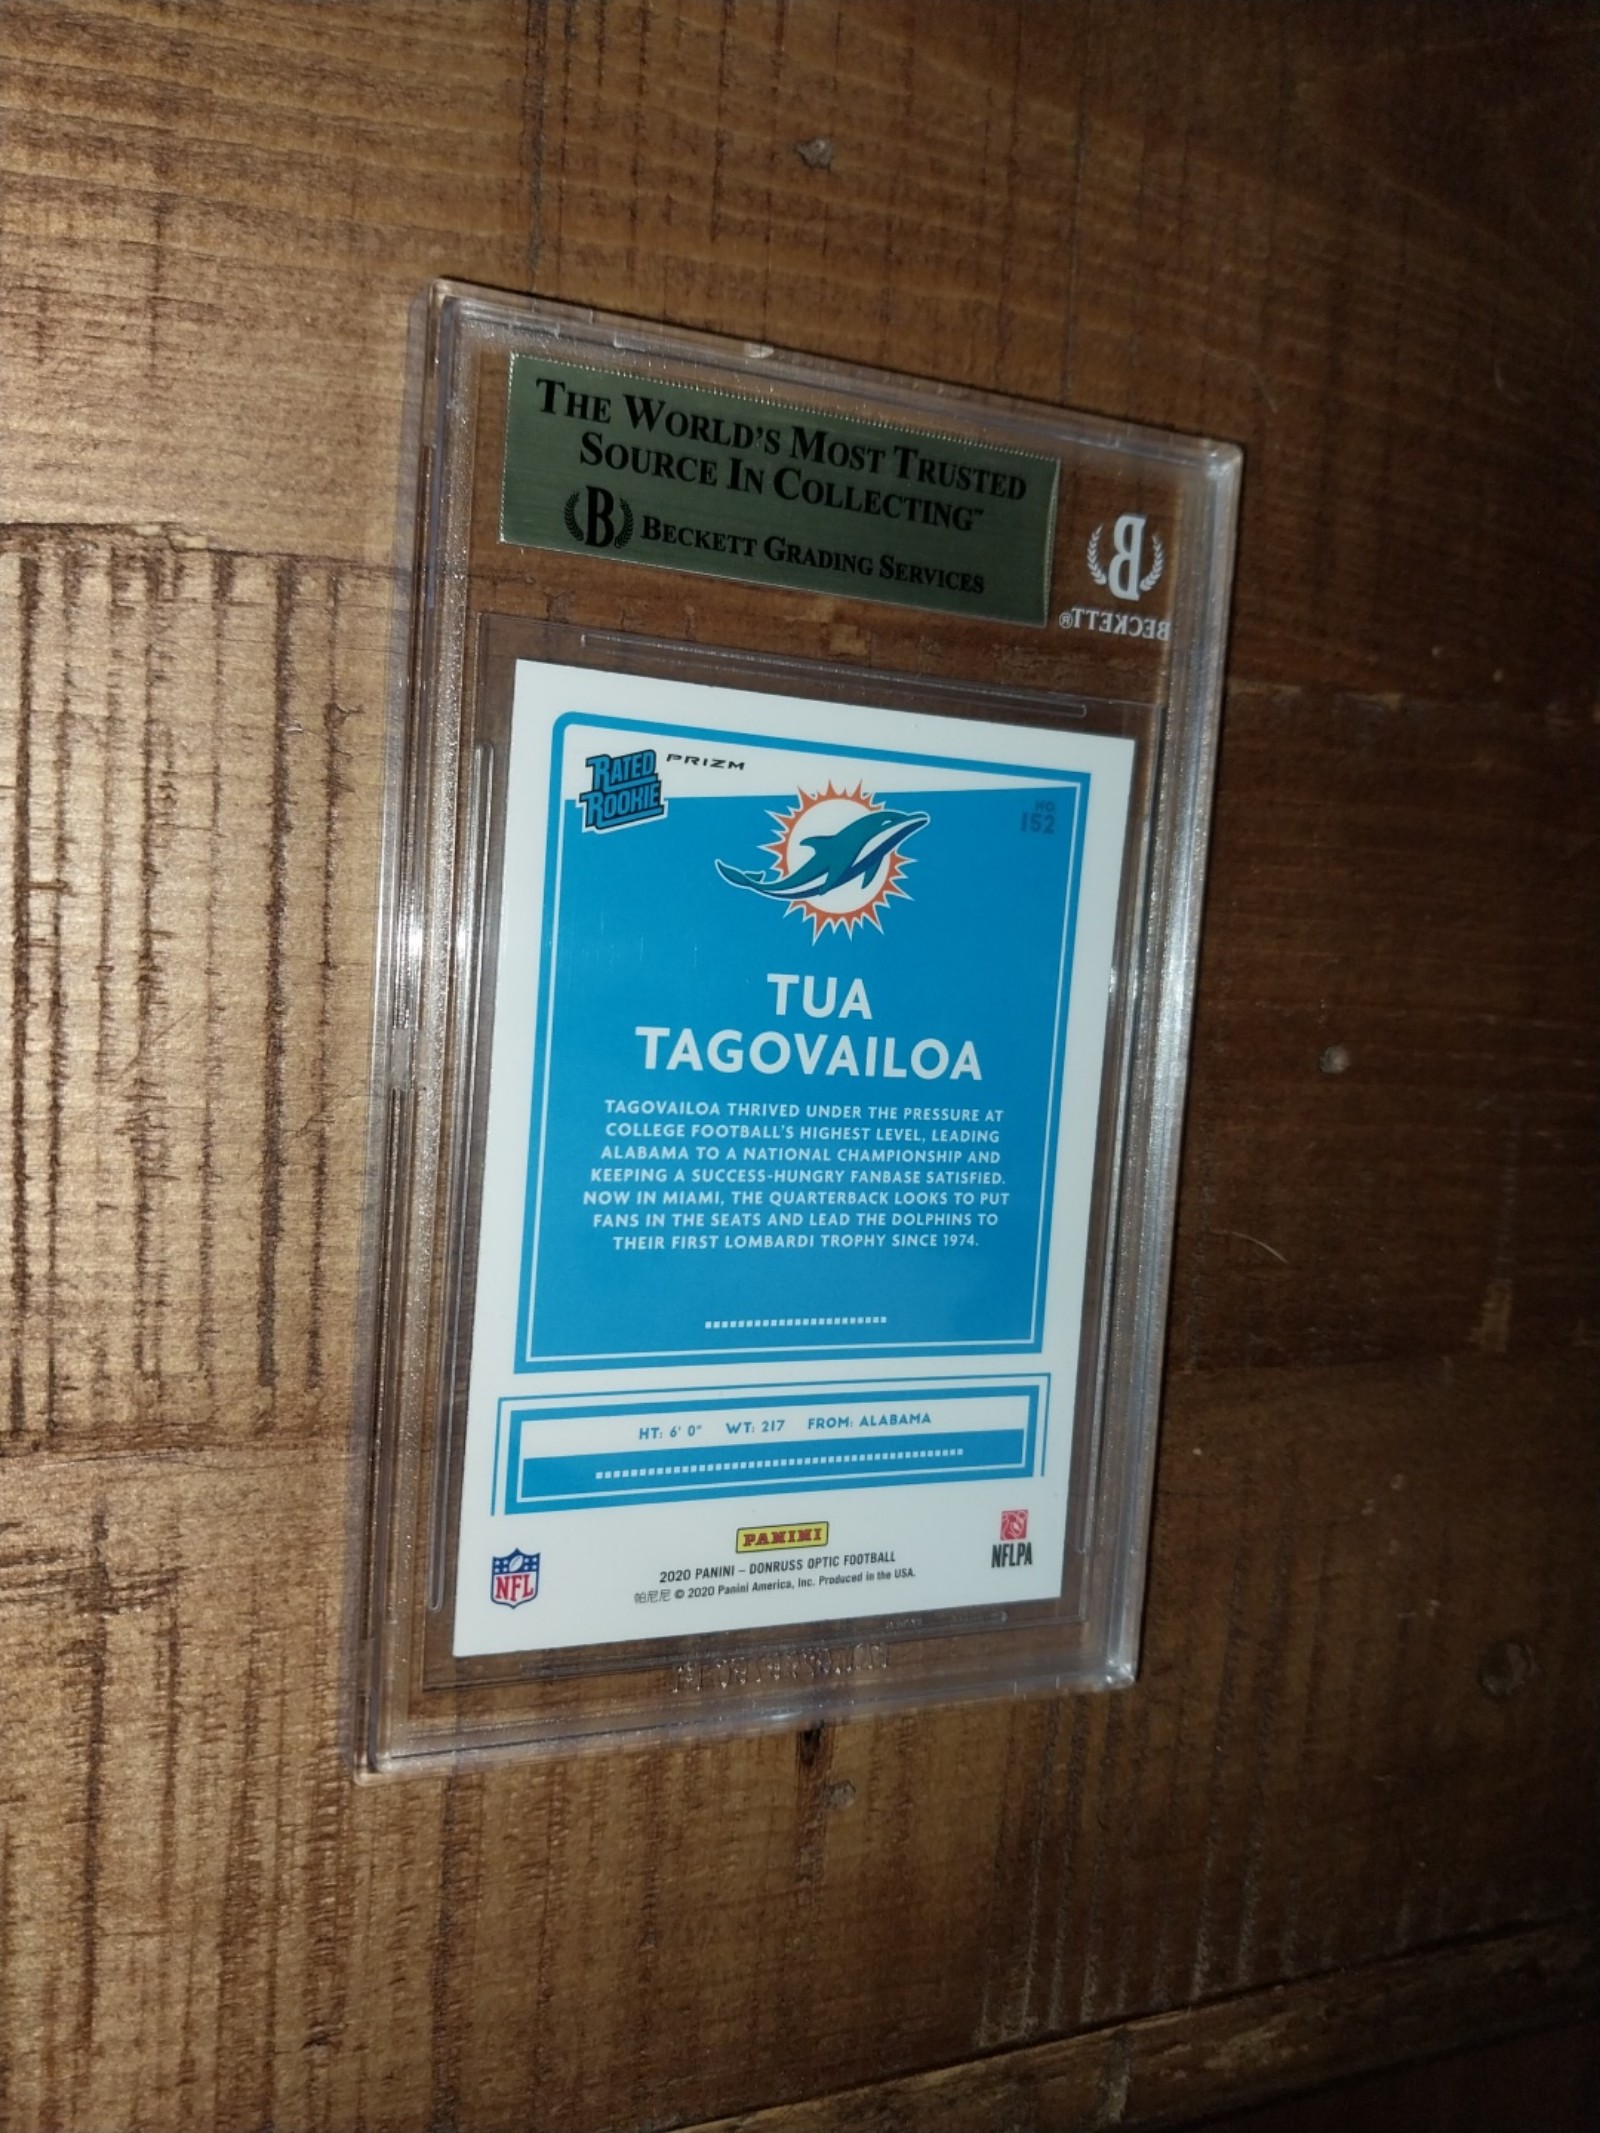 THE WORLD'S MOST TRUSTED
SOURCE IN COLLECTING™
B BECKETT GRADING SERVICES
B
BECKETT®
RATED
ROOKIE
PRIZM
NO.
152
TUA
TAGOVAILOA
TAGOVAILOA THRIVED UNDER THE PRESSURE AT
COLLEGE FOOTBALL'S HIGHEST LEVEL, LEADING
ALABAMA TO A NATIONAL CHAMPIONSHIP AND
KEEPING A SUCCESS-HUNGRY FANBASE SATISFIED.
NOW IN MIAMI, THE QUARTERBACK LOOKS TO PUT
FANS IN THE SEATS AND LEAD THE DOLPHINS TO
THEIR FIRST LOMBARDI TROPHY SINCE 1974.
HT: 6' 0" WT: 217 FROM: ALABAMA
PANINI
NFL
NFLPA
2020 PANINI – DONRUSS OPTIC FOOTBALL
帕尼尼 © 2020 Panini America, Inc. Produced in the USA.